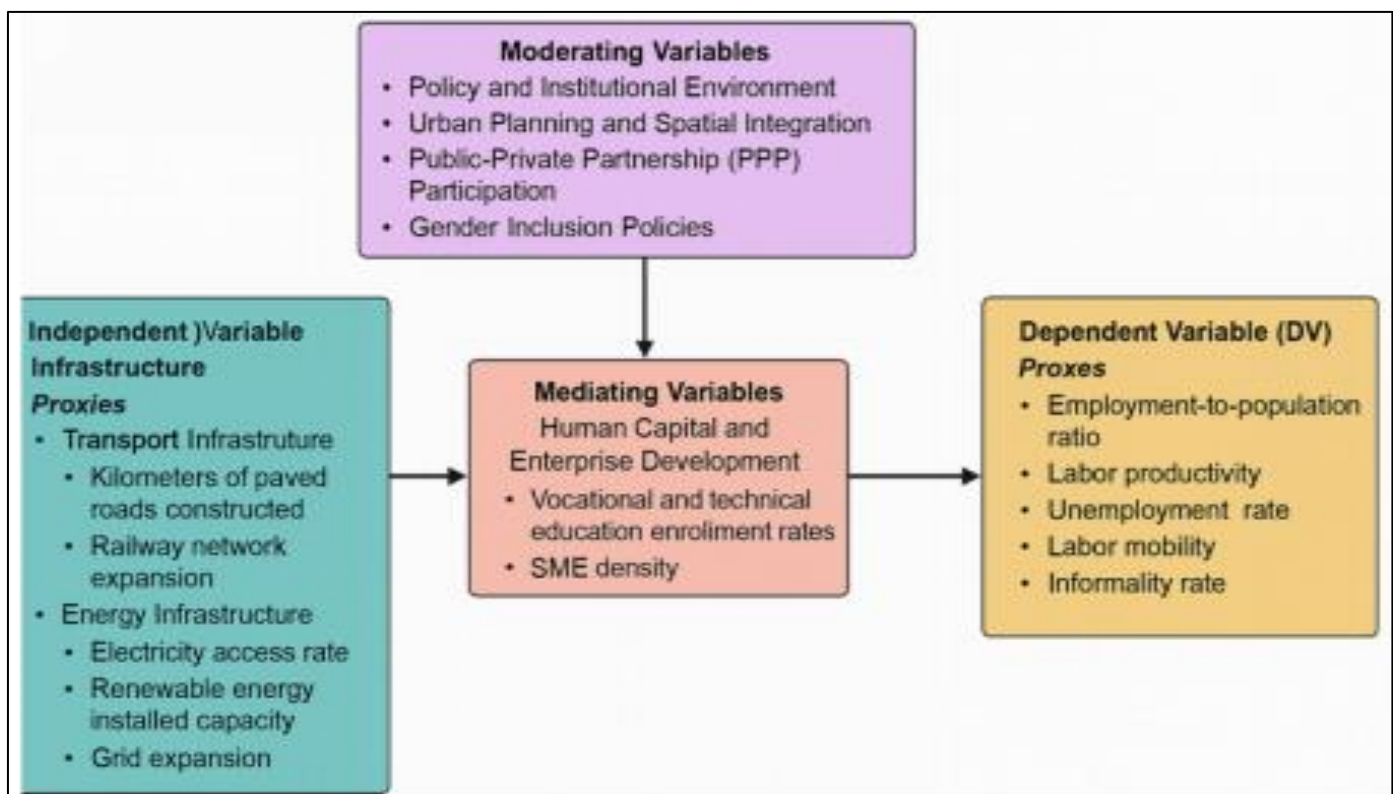 Moderating Variables
• Policy and Institutional Environment
• Urban Planning and Spatial Integration
• Public-Private Partnership (PPP)
Participation
• Gender Inclusion Policies
Independent )Variable
Infrastructure
Proxies
• Transport Infrastruture
• Kilometers of paved
roads constructed
• Railway network
expansion
• Energy Infrastructure
• Electricity access rate
• Renewable energy
installed capacity
• Grid expansion
Mediating Variables
Human Capital and
Enterprise Development
• Vocational and technical
education enroliment rates
• SME density
Dependent Variable (DV)
Proxes
• Employment-to-population
ratio
• Labor productivity
• Unemployment rate
• Labor mobility
• Informality rate